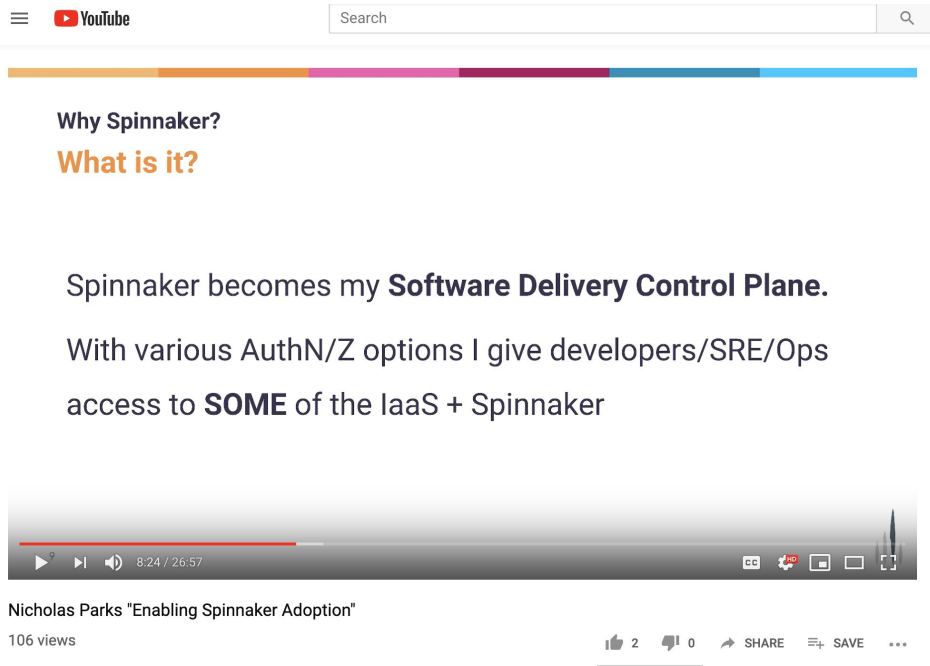 YouTube
Search
Why Spinnaker?
What is it?
Spinnaker becomes my Software Delivery Control Plane.
With various AuthN/Z options I give developers/SRE/Ops
access to SOME of the IaaS + Spinnaker
8:24 / 26:57
CC
HD
Nicholas Parks "Enabling Spinnaker Adoption"
106 views
2
0
SHARE
SAVE